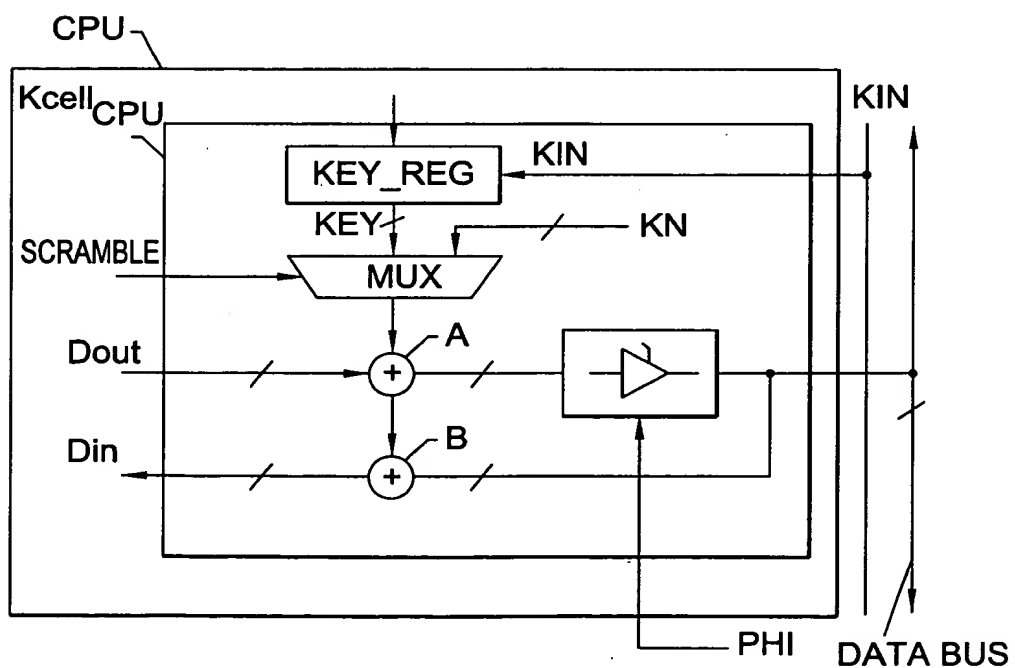 CPU
Kcell CPU
KIN
KIN
KEY_REG
KEY
KN
SCRAMBLE
MUX
A
Dout
+
B
Din
+
PHI
DATA BUS